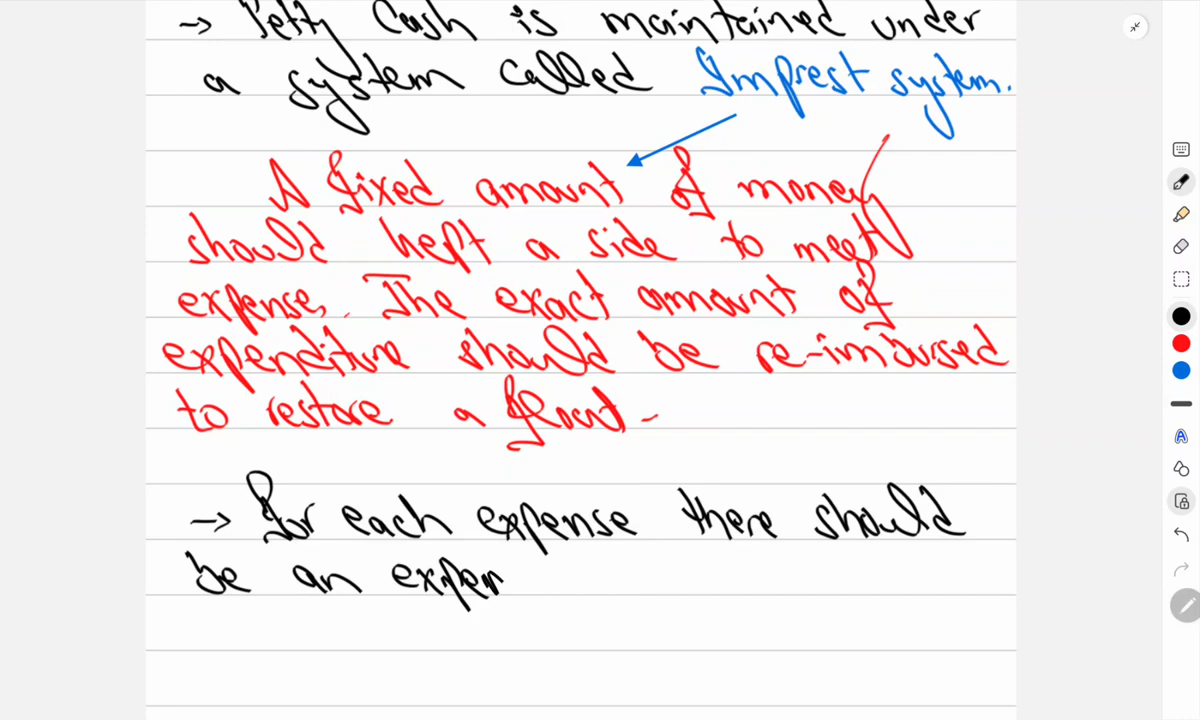 → Petty Cash is maintained under
a system called Imprest system.
A fixed amount of money
should kept a side to meet
expense. The exact amount of
expenditure should be re-imbursed
to restore a float.
→ for each expense there should
be an expen
A